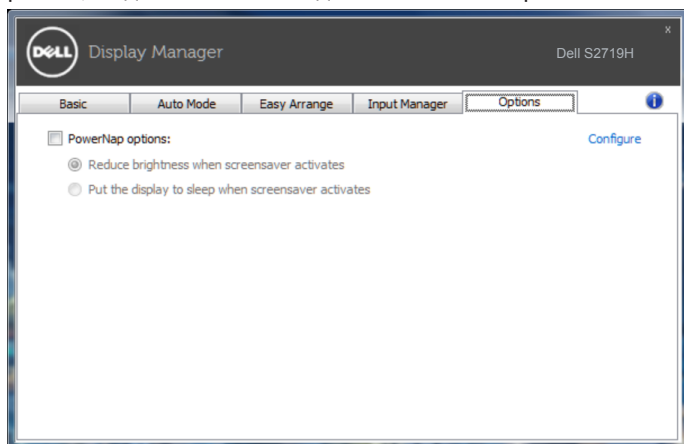 DELL Display Manager
Dell S2719H
x
Basic Auto Mode Easy Arrange Input Manager Options
PowerNap options: Configure
Reduce brightness when screensaver activates
Put the display to sleep when screensaver activates